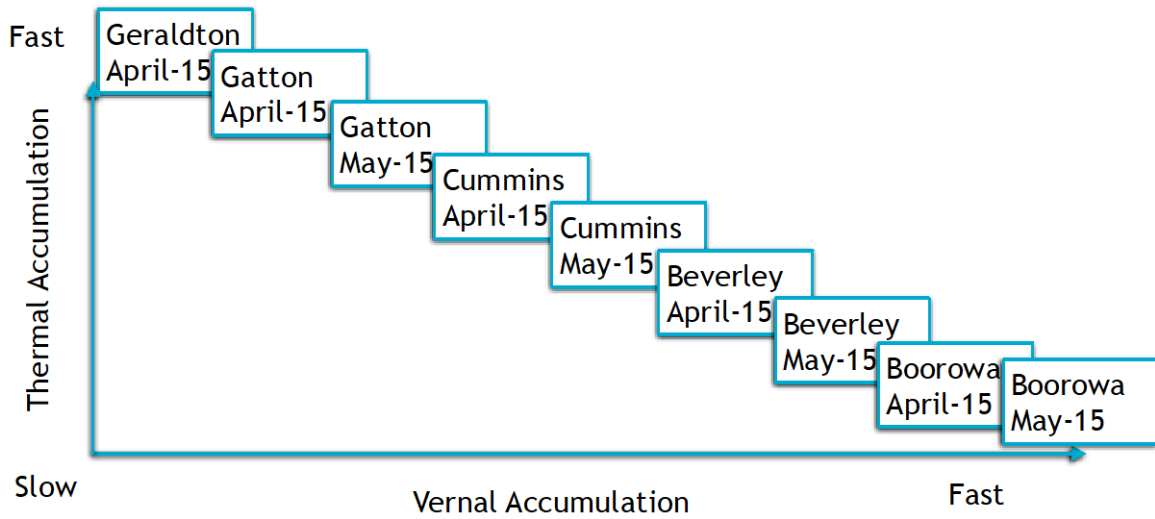 Fast
Geraldton
April-15
Gatton
April-15
Gatton
May-15
Cummins
April-15
Cummins
May-15
Beverley
April-15
Beverley
May-15
Boorowa
April-15
Boorowa
May-15
Thermal Accumulation
Slow
Vernal Accumulation
Fast